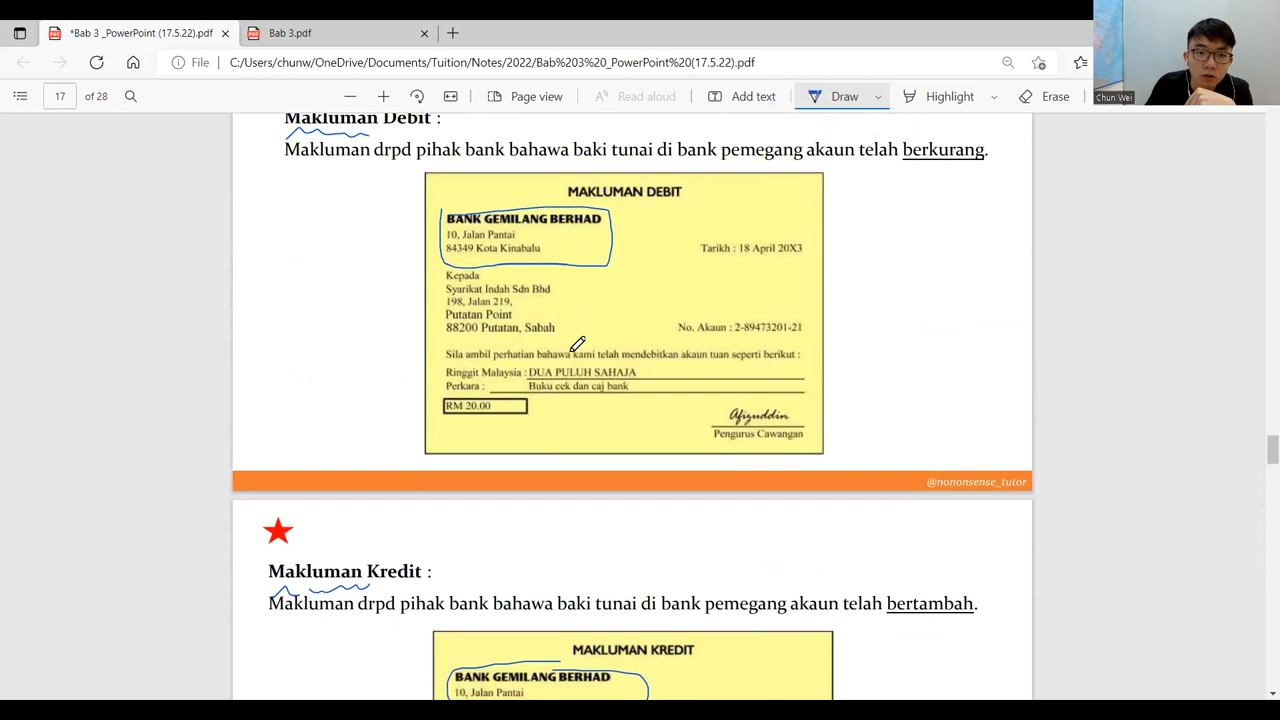 *Bab 3 _PowerPoint (17.5.22).pdf
Bab 3.pdf
File
C:/Users/chunw/OneDrive/Documents/Tuition/Notes/2022/Bab%203%20_PowerPoint%20(17.5.22).pdf
17 of 28
Page view
Read aloud
Add text
Draw
Highlight
Erase
Chun Wei
Makluman Debit :
Makluman drpd pihak bank bahawa baki tunai di bank pemegang akaun telah berkurang.
MAKLUMAN DEBIT
BANK GEMILANG BERHAD
10, Jalan Pantai
84349 Kota Kinabalu
Tarikh : 18 April 20X3
Kepada
Syarikat Indah Sdn Bhd
198, Jalan 219,
Putatan Point
88200 Putatan, Sabah
No. Akaun : 2-89473201-21
Sila ambil perhatian bahawa kami telah mendebitkan akaun tuan seperti berikut :
Ringgit Malaysia : DUA PULUH SAHAJA
Perkara : Buku cek dan caj bank
RM 20.00
Afizuddin
Pengurus Cawangan
@nononsense_tutor
Makluman Kredit :
Makluman drpd pihak bank bahawa baki tunai di bank pemegang akaun telah bertambah.
MAKLUMAN KREDIT
BANK GEMILANG BERHAD
10, Jalan Pantai